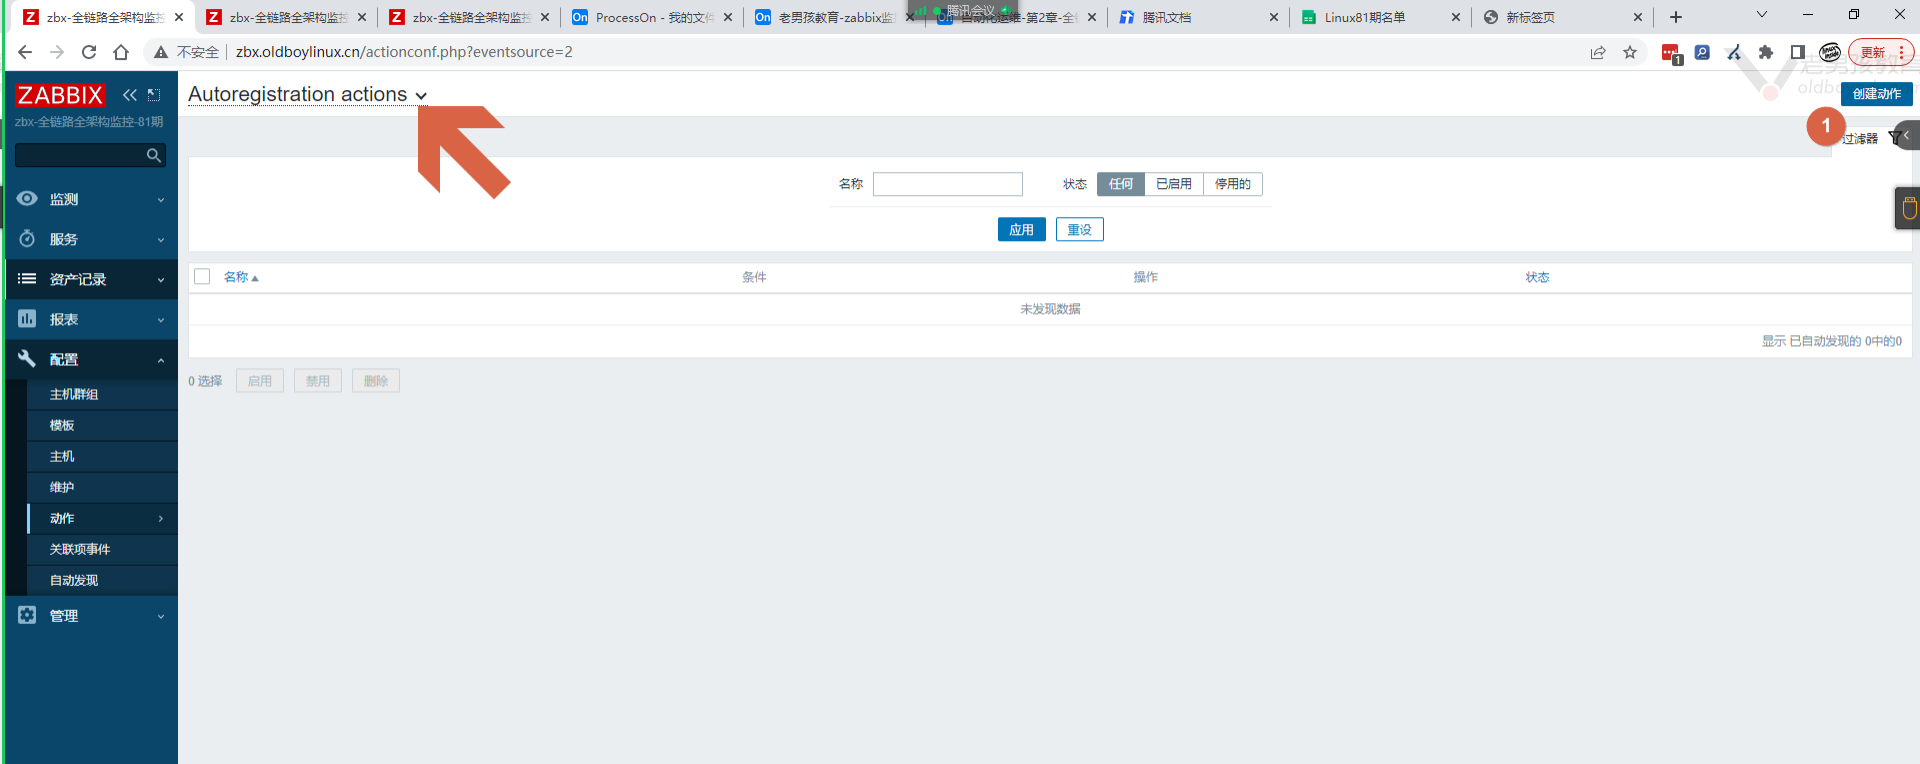 zbx-全链路全架构监控
zbx-全链路全架构监控
zbx-全链路全架构监控
On ProcessOn - 我的文件
On 老男孩教育-zabbix监
腾讯会议
On 自动化运维-第2章-全
腾讯文档
Linux81期名单
新标签页
不安全 zbx.oldboylinux.cn/actionconf.php?eventsource=2
1
更新
老男孩教育
ZABBIX
zbx-全链路全架构监控-81期
Autoregistration actions
创建动作
1
过滤器
名称
状态 任何 已启用 停用的
应用 重设
监测
服务
资产记录
报表
配置
主机群组
模板
主机
维护
动作
关联项事件
自动发现
管理
名称 条件 操作 状态
未发现数据
显示 已自动发现的 0中的0
0 选择 启用 禁用 删除